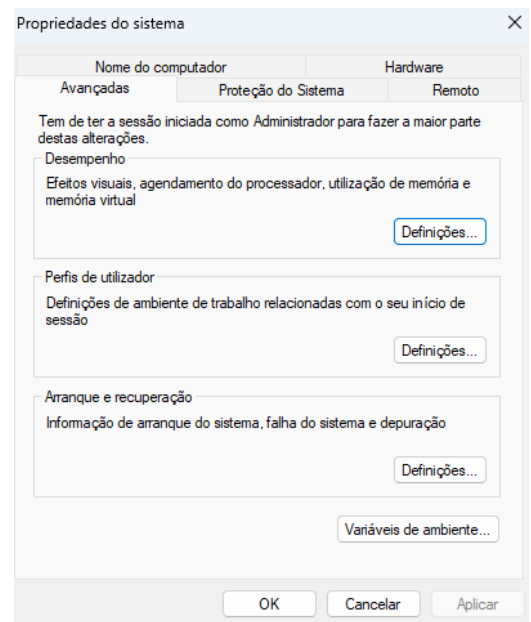 Propriedades do sistema
Nome do computador
Hardware
Avançadas
Proteção do Sistema
Remoto
Tem de ter a sessão iniciada como Administrador para fazer a maior parte
destas alterações.
Desempenho
Efeitos visuais, agendamento do processador, utilização de memória e
memória virtual
Definições...
Perfis de utilizador
Definições de ambiente de trabalho relacionadas com o seu início de
sessão
Definições...
Arranque e recuperação
Informação de arranque do sistema, falha do sistema e depuração
Definições...
Variáveis de ambiente...
OK
Cancelar
Aplicar